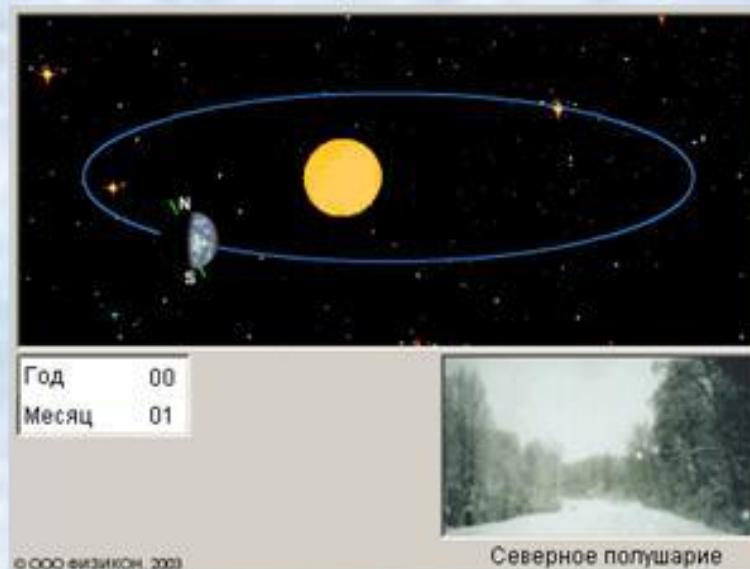 N
S
Год 00
Месяц 01
© ООО ФИЗИКОН, 2003
Северное полушарие